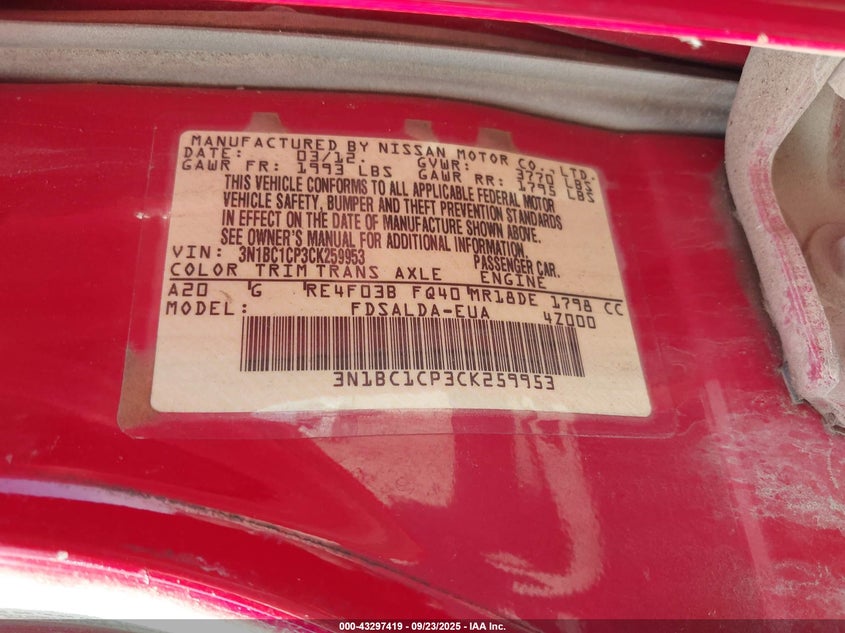 MANUFACTURED BY NISSAN MOTOR CO., LTD.
DATE: 03/12. GVWR: 3770 LBS
GAWR FR: 1993 LBS GAWR RR: 1795 LBS
THIS VEHICLE CONFORMS TO ALL APPLICABLE FEDERAL MOTOR
VEHICLE SAFETY, BUMPER AND THEFT PREVENTION STANDARDS
IN EFFECT ON THE DATE OF MANUFACTURE SHOWN ABOVE.
SEE OWNER'S MANUAL FOR ADDITIONAL INFORMATION.
VIN: 3N1BC1CP3CK259953 PASSENGER CAR.
COLOR TRIM TRANS AXLE ENGINE
A20 G RE4F03B FQ40 MR18DE 1798 CC
MODEL: FDSALDA-EUA 4Z000
3N1BC1CP3CK259953
000-43297419 - 09/23/2025 - IAA Inc.